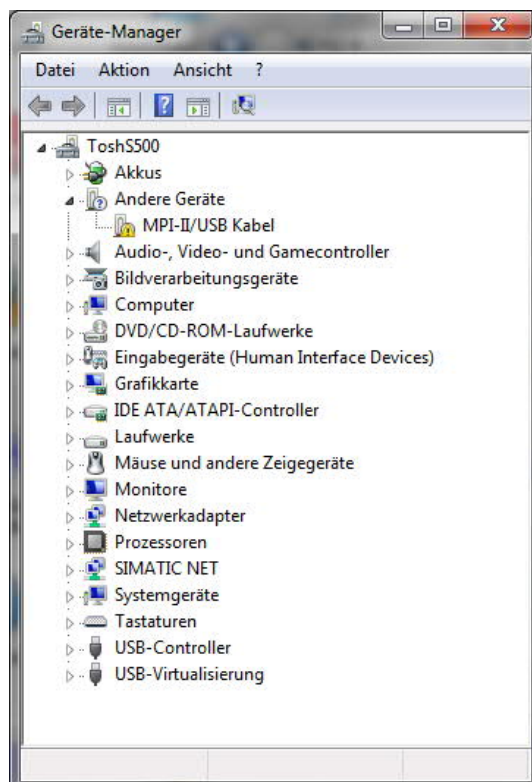 Geräte-Manager
Datei Aktion Ansicht ?
ToshS500
Akkus
Andere Geräte
MPI-II/USB Kabel
Audio-, Video- und Gamecontroller
Bildverarbeitungsgeräte
Computer
DVD/CD-ROM-Laufwerke
Eingabegeräte (Human Interface Devices)
Grafikkarte
IDE ATA/ATAPI-Controller
Laufwerke
Mäuse und andere Zeigegeräte
Monitore
Netzwerkadapter
Prozessoren
SIMATIC NET
Systemgeräte
Tastaturen
USB-Controller
USB-Virtualisierung